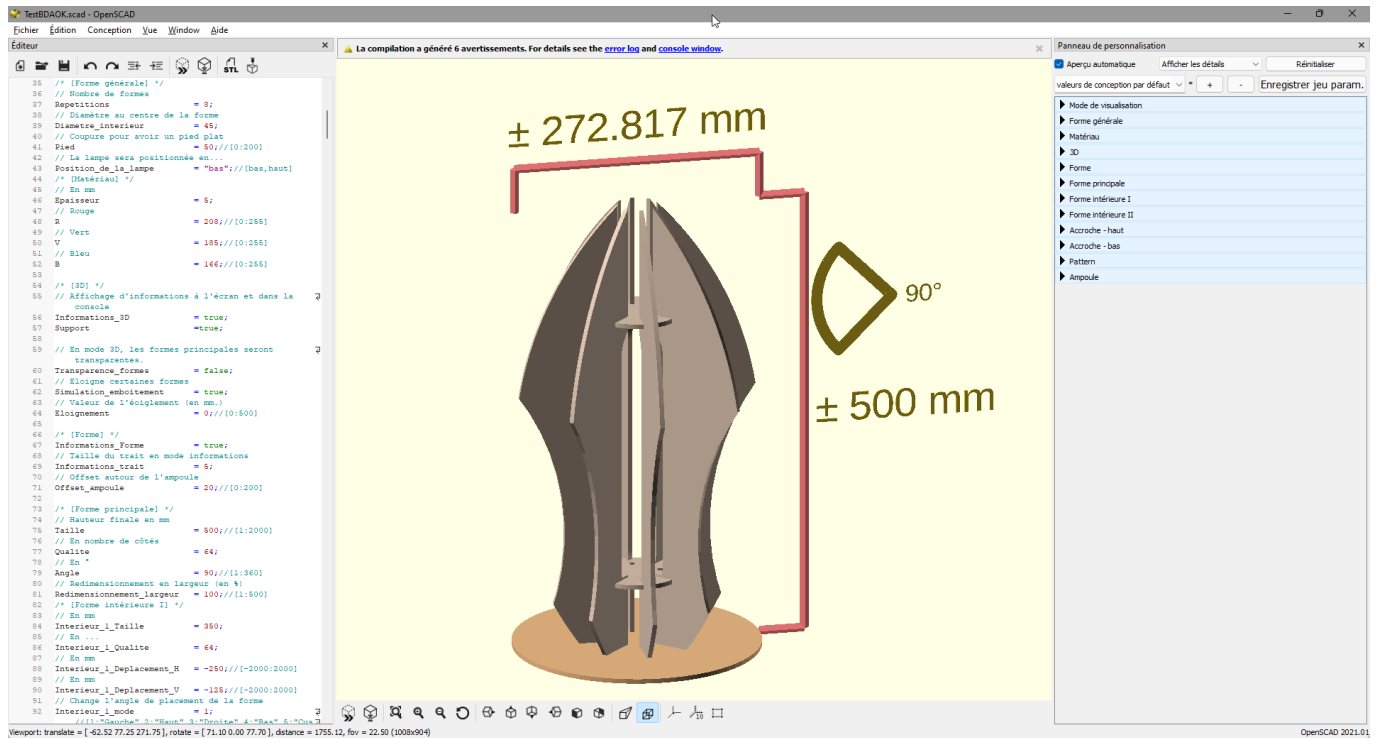 TestBDAOK.scad - OpenSCAD
Fichier Édition Conception Vue Window Aide
Éditeur
STL
35 /* [Forme générale] */
36 // Nombre de formes
37 Repetitions = 8;
38 // Diamètre au centre de la forme
39 Diametre_interieur = 45;
40 // Coupure pour avoir un pied plat
41 Pied = 50;//[0:200]
42 // La lampe sera positionnée en...
43 Position_de_la_lampe = "bas";//[bas,haut]
44 /* [Matériau] */
45 // En mm
46 Epaisseur = 5;
47 // Rouge
48 R = 208;//[0:255]
49 // Vert
50 V = 185;//[0:255]
51 // Bleu
52 B = 166;//[0:255]
53
54 /* [3D] */
55 // Affichage d'informations à l'écran et dans la
console
56 Informations_3D = true;
57 Support =true;
58
59 // En mode 3D, les formes principales seront
transparentes.
60 Transparence_formes = false;
61 // Eloigne certaines formes
62 Simulation_emboitement = true;
63 // Valeur de l'éoiglement (en mm.)
64 Eloignement = 0;//[0:500]
65
66 /* [Forme] */
67 Informations_Forme = true;
68 // Taille du trait en mode informations
69 Informations_trait = 5;
70 // Offset autour de l'ampoule
71 Offset_ampoule = 20;//[0:200]
72
73 /* [Forme principale] */
74 // Hauteur finale en mm
75 Taille = 500;//[1:2000]
76 // En nombre de côtés
77 Qualite = 64;
78 // En °
79 Angle = 90;//[1:360]
80 // Redimensionnement en largeur (en %)
81 Redimensionnement_largeur = 100;//[1:500]
82 /* [Forme intérieure I] */
83 // En mm
84 Interieur_1_Taille = 350;
85 // En ...
86 Interieur_1_Qualite = 64;
87 // En mm
88 Interieur_1_Deplacement_H = -250;//[-2000:2000]
89 // En mm
90 Interieur_1_Deplacement_V = -125;//[-2000:2000]
91 // Change l'angle de placement de la forme
92 Interieur_1_mode = 1;
//[1:"Gauche",2:"Haut",3:"Droite",4:"Bas",5:"Cus
La compilation a généré 6 avertissements. For details see the error log and console window.
± 272.817 mm
90°
± 500 mm
10
Panneau de personnalisation
Aperçu automatique Afficher les détails Réinitialiser
valeurs de conception par défaut * + - Enregistrer jeu param.
Mode de visualisation
Forme générale
Matériau
3D
Forme
Forme principale
Forme intérieure I
Forme intérieure II
Accroche - haut
Accroche - bas
Pattern
Ampoule
Viewport: translate = [ -62.52 77.25 271.75 ], rotate = [ 71.10 0.00 77.70 ], distance = 1755.12, fov = 22.50 (1008x904)
OpenSCAD 2021.01